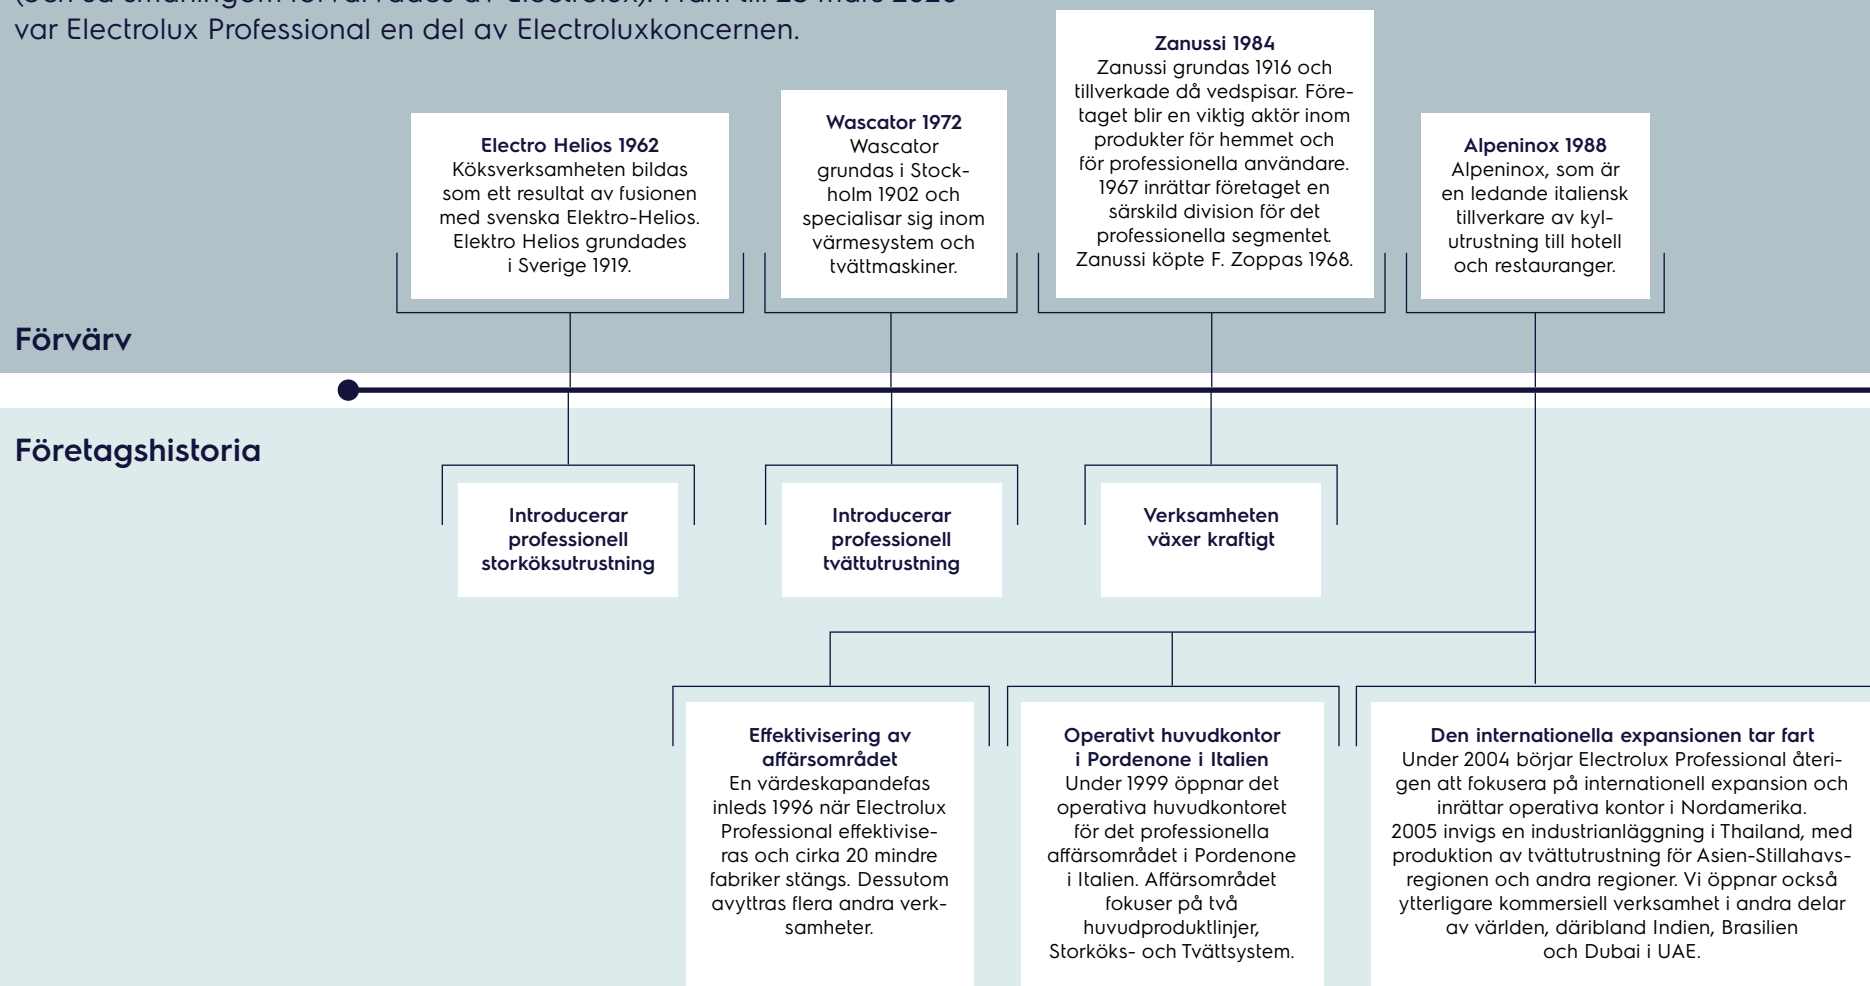 var Electrolux Professional en del av Electroluxkoncernen.
Electro Helios 1962
Köksverksamheten bildas
som ett resultat av fusionen
med svenska Elektro-Helios.
Elektro Helios grundades
i Sverige 1919.
Wascator 1972
Wascator
grundas i Stock-
holm 1902 och
specialisar sig inom
värmesystem och
tvättmaskiner.
Zanussi 1984
Zanussi grundas 1916 och
tillverkade då vedspisar. Före-
taget blir en viktig aktör inom
produkter för hemmet och
för professionella användare.
1967 inrättar företaget en
särskild division för det
professionella segmentet.
Zanussi köpte F. Zoppas 1968.
Alpeninox 1988
Alpeninox, som är
en ledande italiensk
tillverkare av kyl-
utrustning till hotell
och restauranger.
Förvärv
Företagshistoria
Introducerar
professionell
storköksutrustning
Introducerar
professionell
tvättutrustning
Verksamheten
växer kraftigt
Effektivisering av
affärsområdet
En värdeskapandefas
inleds 1996 när Electrolux
Professional effektivise-
ras och cirka 20 mindre
fabriker stängs. Dessutom
avyttras flera andra verk-
samheter.
Operativt huvudkontor
i Pordenone i Italien
Under 1999 öppnar det
operativa huvudkontoret
för det professionella
affärsområdet i Pordenone
i Italien. Affärsområdet
fokuser på två
huvudproduktlinjer,
Storköks- och Tvättsystem.
Den internationella expansionen tar fart
Under 2004 börjar Electrolux Professional återi-
gen att fokusera på internationell expansion och
inrättar operativa kontor i Nordamerika.
2005 invigs en industrianläggning i Thailand, med
produktion av tvättutrustning för Asien-Stillahavs-
regionen och andra regioner. Vi öppnar också
ytterligare kommersiell verksamhet i andra delar
av världen, däribland Indien, Brasilien
och Dubai i UAE.